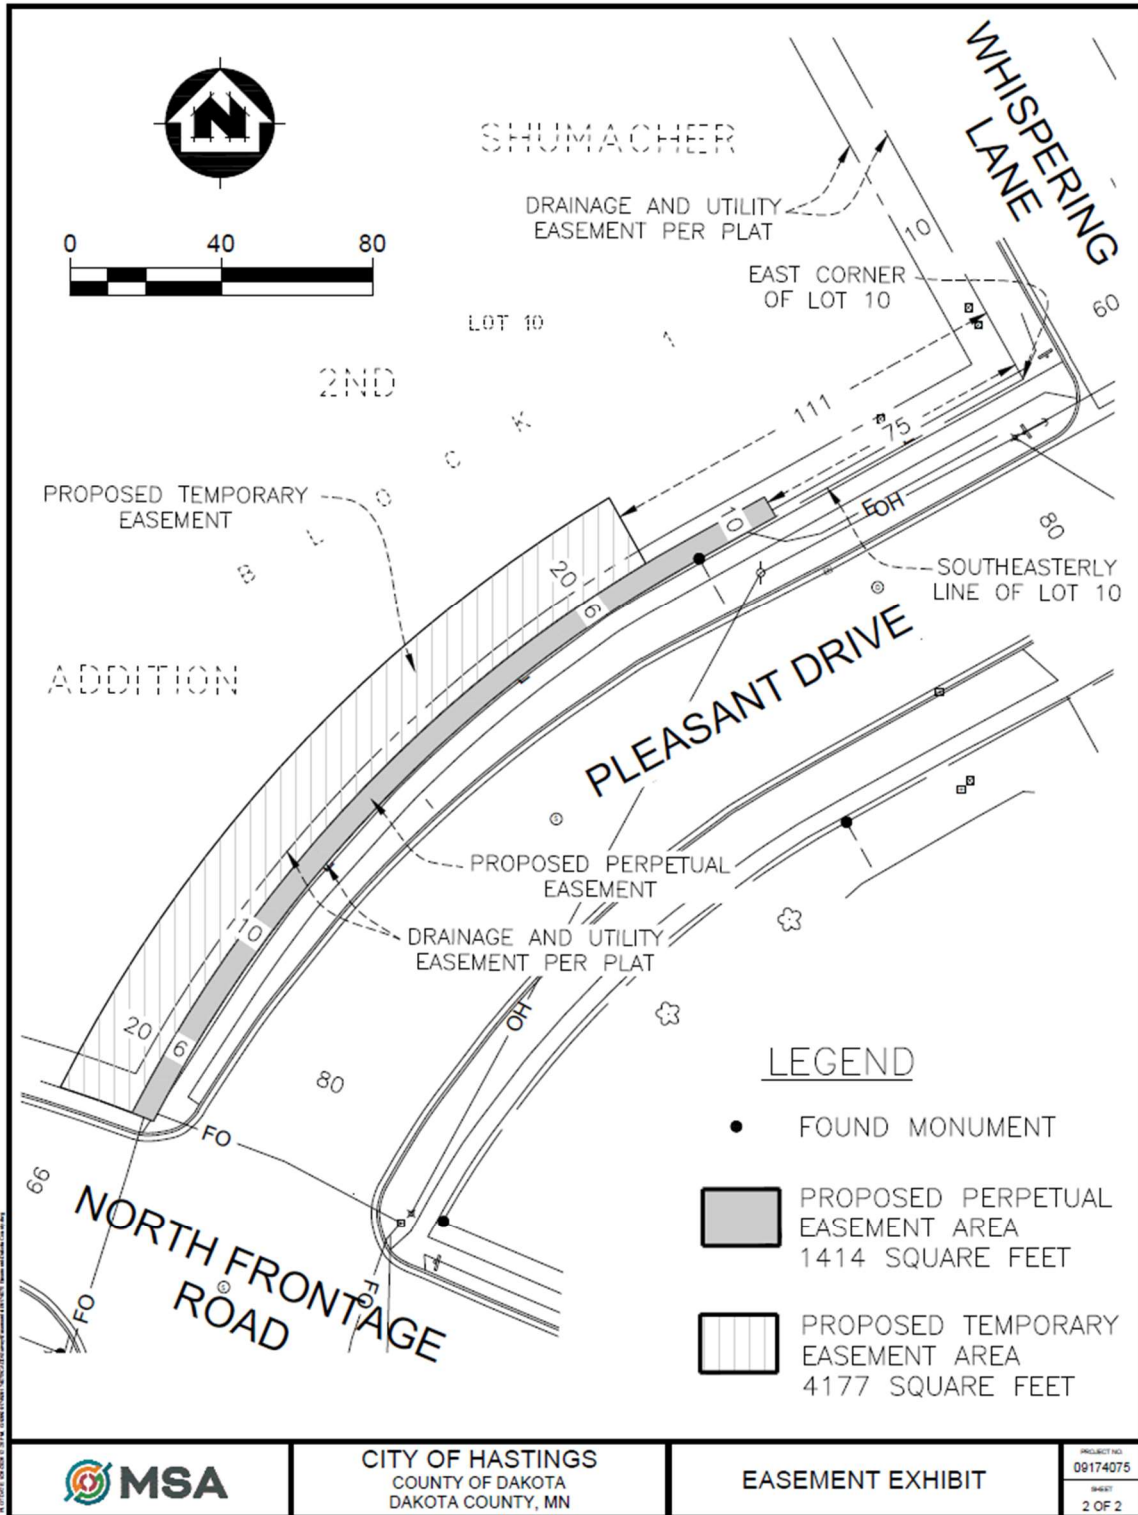 WHISPERING
LANE
N
SHUMACHER
DRAINAGE AND UTILITY
EASEMENT PER PLAT
10
0 40 80
EAST CORNER
OF LOT 10
60
LOT 10
2ND
BLOCK 1
111
75
PROPOSED TEMPORARY
EASEMENT
10
E
OH
80
20
6
SOUTHEASTERLY
LINE OF LOT 10
ADDITION
PLEASANT DRIVE
PROPOSED PERPETUAL
EASEMENT
10
DRAINAGE AND UTILITY
EASEMENT PER PLAT
20
6
OH
80
FO
66
NORTH FRONTAGE
ROAD
FO
FO
LEGEND
FOUND MONUMENT
PROPOSED PERPETUAL
EASEMENT AREA
1414 SQUARE FEET
PROPOSED TEMPORARY
EASEMENT AREA
4177 SQUARE FEET
MSA
CITY OF HASTINGS
COUNTY OF DAKOTA
DAKOTA COUNTY, MN
EASEMENT EXHIBIT
PROJECT NO.
09174075
SHEET
2 OF 2